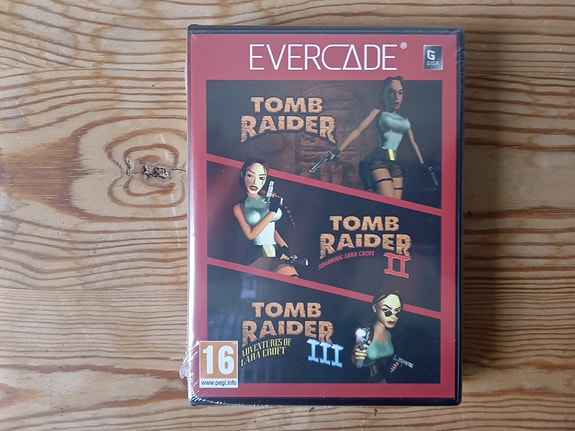 EVERCADE®
G
GIGA
TOMB
RAIDER
TOMB
RAIDER
STARRING LARA CROFT
II
TOMB
RAIDER
ADVENTURES OF
LARA CROFT
III
16
www.pegi.info